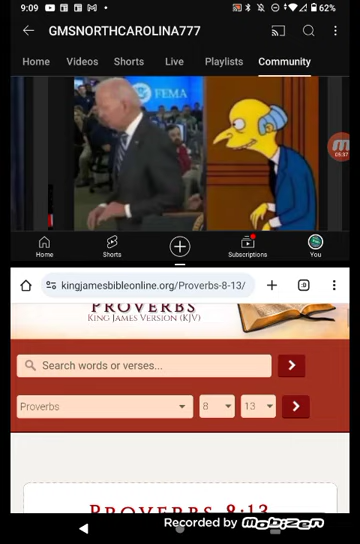 9:09
62%
GMSNORTHCAROLINA777
Home Videos Shorts Live Playlists Community
FEMA
Home Shorts Subscriptions You
kingjamesbibleonline.org/Proverbs-8-13/
PROVERBS
KING JAMES VERSION (KJV)
Search words or verses...
Proverbs 8 13
PROVERBS 8:13
Recorded by mobizen